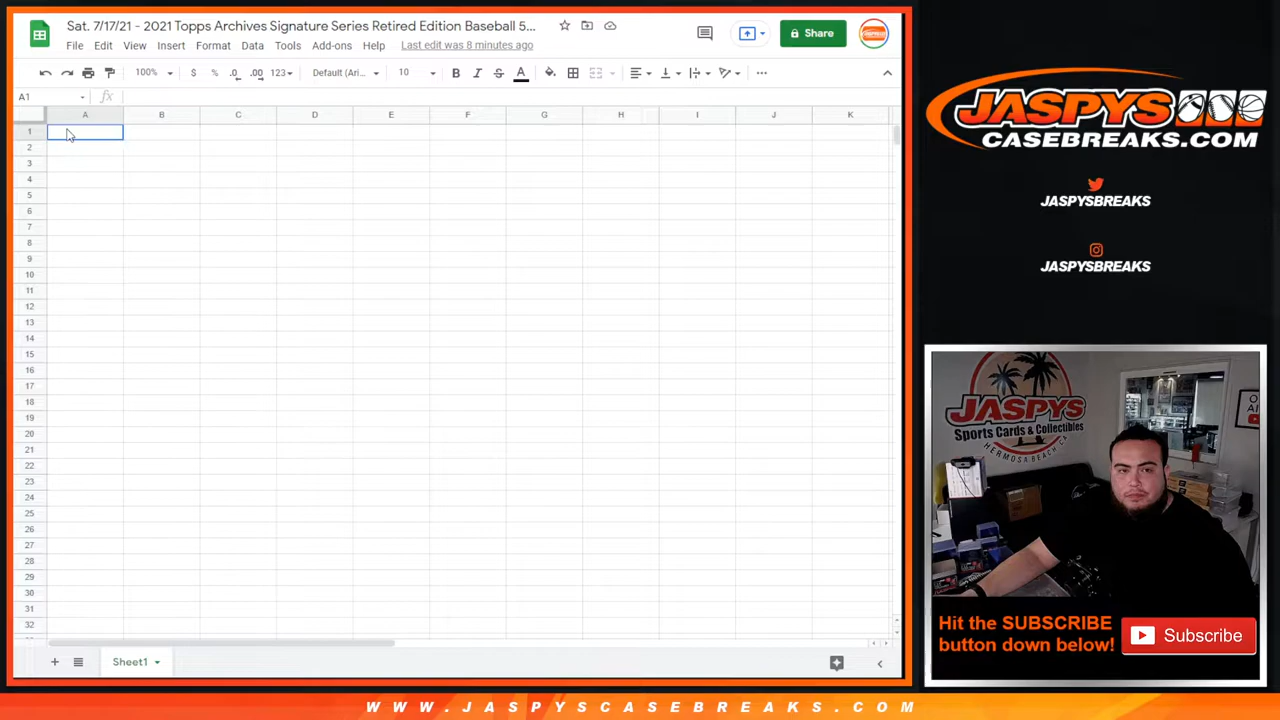 Sat. 7/17/21 - 2021 Topps Archives Signature Series Retired Edition Baseball 5...
File Edit View Insert Format Data Tools Add-ons Help Last edit was 8 minutes ago
Share
100% $ % .0 .00 123 Default (Ari... 10 B I S A
A1 fx
A B C D E F G H I J K
1
2
3
4
5
6
7
8
9
10
11
12
13
14
15
16
17
18
19
20
21
22
23
24
25
26
27
28
29
30
31
32
Sheet1
JASPYS
CASEBREAKS.COM
JASPYSBREAKS
JASPYSBREAKS
JASPYS
Sports Cards & Collectibles
HERMOSA BEACH CA
Hit the SUBSCRIBE
button down below!
Subscribe
WWW.JASPYSCASEBREAKS.COM